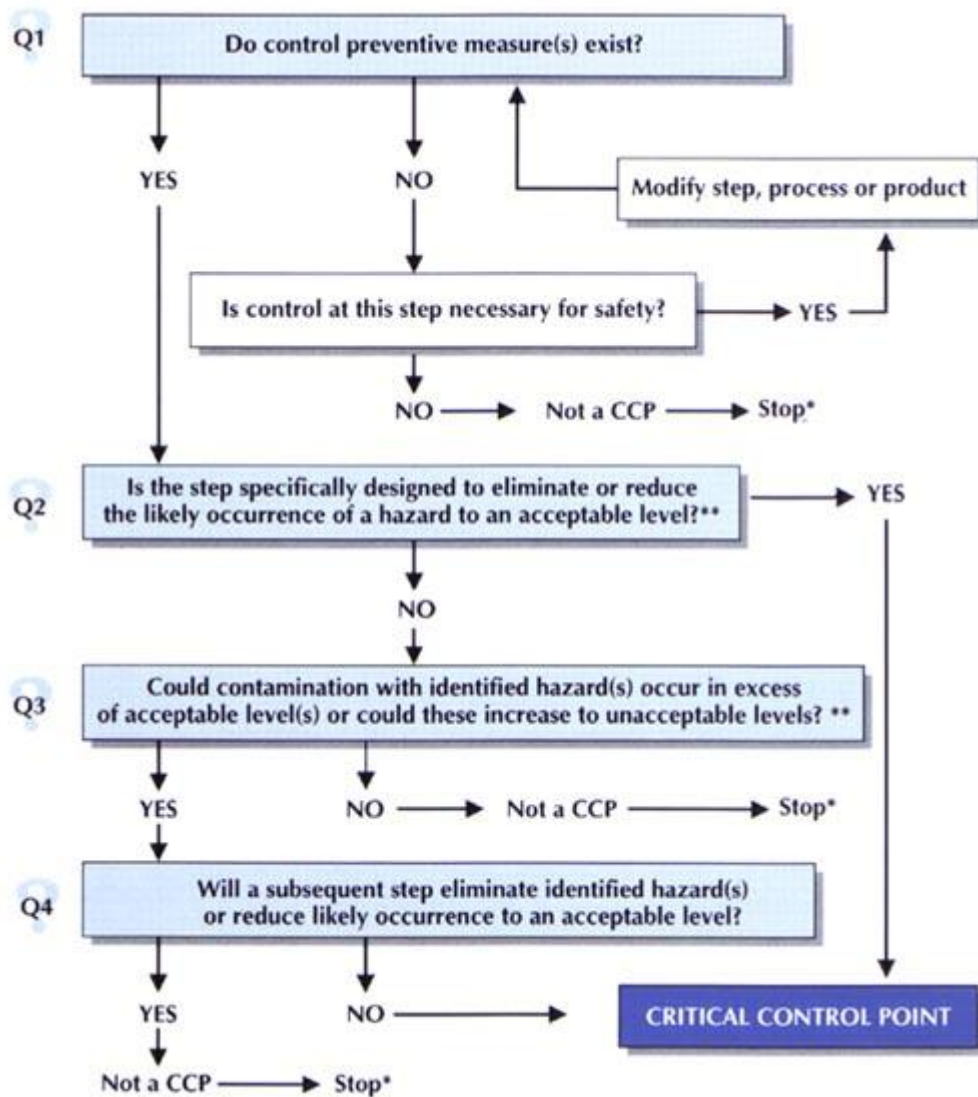 Q1
Do control preventive measure(s) exist?
YES
NO
Modify step, process or product
Is control at this step necessary for safety?
YES
NO
Not a CCP
Stop*
Q2
Is the step specifically designed to eliminate or reduce
the likely occurrence of a hazard to an acceptable level?**
YES
NO
Q3
Could contamination with identified hazard(s) occur in excess
of acceptable level(s) or could these increase to unacceptable levels? **
YES
NO
Not a CCP
Stop*
Q4
Will a subsequent step eliminate identified hazard(s)
or reduce likely occurrence to an acceptable level?
YES
NO
CRITICAL CONTROL POINT
Not a CCP
Stop*